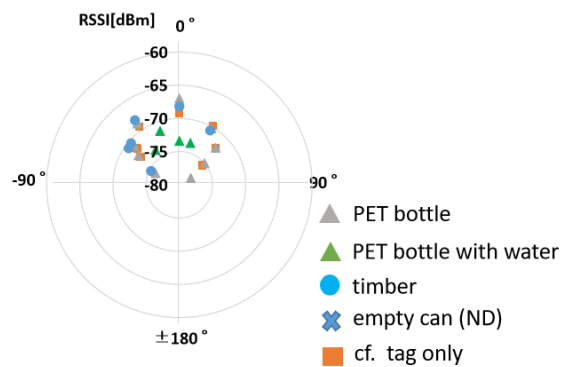 RSSI[dBm]
0°
-60
-65
-70
-75
-80
-90°
90°
±180°
PET bottle
PET bottle with water
timber
empty can (ND)
cf. tag only